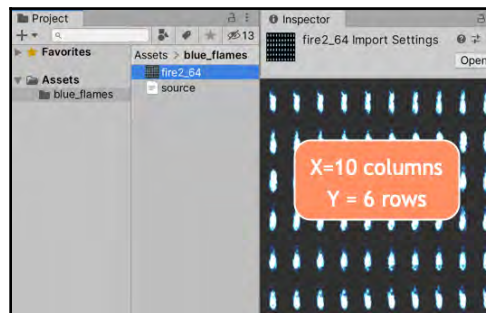 Project
Inspector
13
fire2_64 Import Settings
Open
Favorites
Assets > blue_flames
fire2_64
Assets
source
blue_flames
X=10 columns
Y = 6 rows